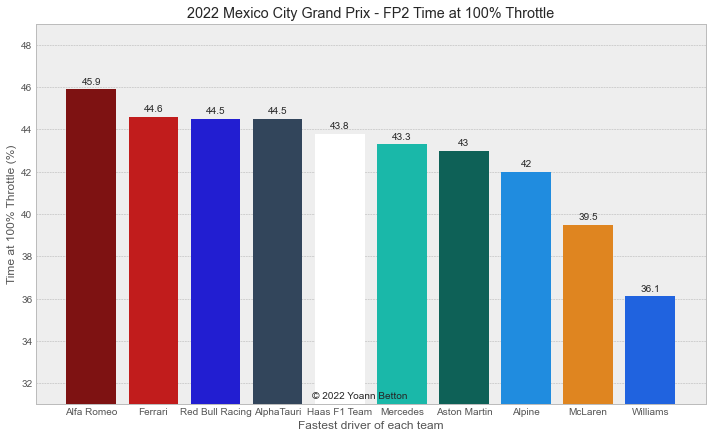 2022 Mexico City Grand Prix - FP2 Time at 100% Throttle
Time at 100% Throttle (%)
48
46
44
42
40
38
36
34
32
45.9
44.6
44.5
44.5
43.8
43.3
43
42
39.5
36.1
© 2022 Yoann Betton
Alfa Romeo
Ferrari
Red Bull Racing
AlphaTauri
Haas F1 Team
Mercedes
Aston Martin
Alpine
McLaren
Williams
Fastest driver of each team